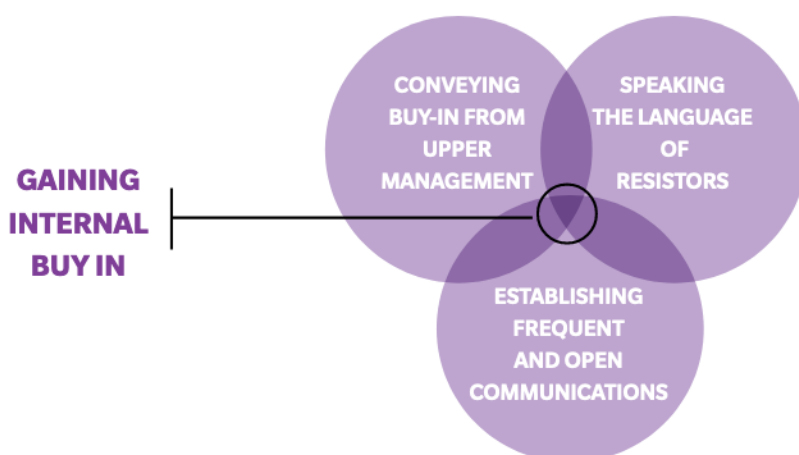 GAINING
INTERNAL
BUY IN
CONVEYING
BUY-IN FROM
UPPER
MANAGEMENT
SPEAKING
THE LANGUAGE
OF
RESISTORS
ESTABLISHING
FREQUENT
AND OPEN
COMMUNICATIONS